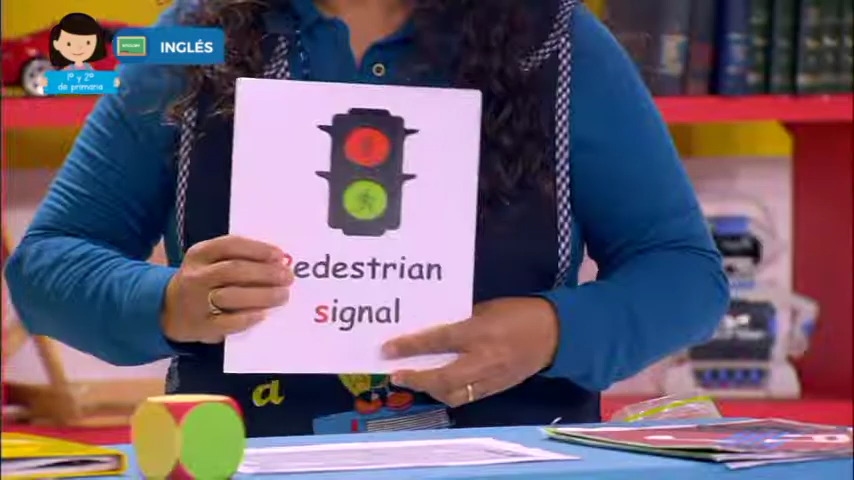 INGLÉS
1º y 2º
de primaria
Pedestrian
signal
a